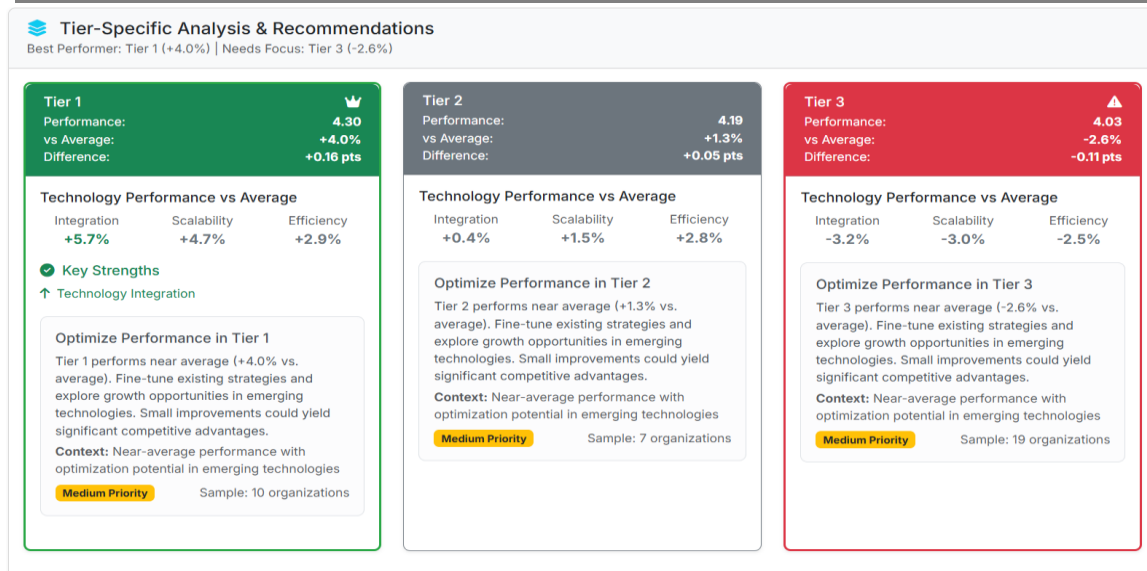 Tier-Specific Analysis & Recommendations
Best Performer: Tier 1 (+4.0%) | Needs Focus: Tier 3 (-2.6%)
Tier 1
Performance: 4.30
vs Average: +4.0%
Difference: +0.16 pts
Technology Performance vs Average
Integration Scalability Efficiency
+5.7% +4.7% +2.9%
Key Strengths
↑ Technology Integration
Optimize Performance in Tier 1
Tier 1 performs near average (+4.0% vs.
average). Fine-tune existing strategies and
explore growth opportunities in emerging
technologies. Small improvements could yield
significant competitive advantages.
Context: Near-average performance with
optimization potential in emerging technologies
Medium Priority Sample: 10 organizations
Tier 2
Performance: 4.19
vs Average: +1.3%
Difference: +0.05 pts
Technology Performance vs Average
Integration Scalability Efficiency
+0.4% +1.5% +2.8%
Optimize Performance in Tier 2
Tier 2 performs near average (+1.3% vs.
average). Fine-tune existing strategies and
explore growth opportunities in emerging
technologies. Small improvements could yield
significant competitive advantages.
Context: Near-average performance with
optimization potential in emerging technologies
Medium Priority Sample: 7 organizations
Tier 3
Performance: 4.03
vs Average: -2.6%
Difference: -0.11 pts
Technology Performance vs Average
Integration Scalability Efficiency
-3.2% -3.0% -2.5%
Optimize Performance in Tier 3
Tier 3 performs near average (-2.6% vs.
average). Fine-tune existing strategies and
explore growth opportunities in emerging
technologies. Small improvements could yield
significant competitive advantages.
Context: Near-average performance with
optimization potential in emerging technologies
Medium Priority Sample: 19 organizations